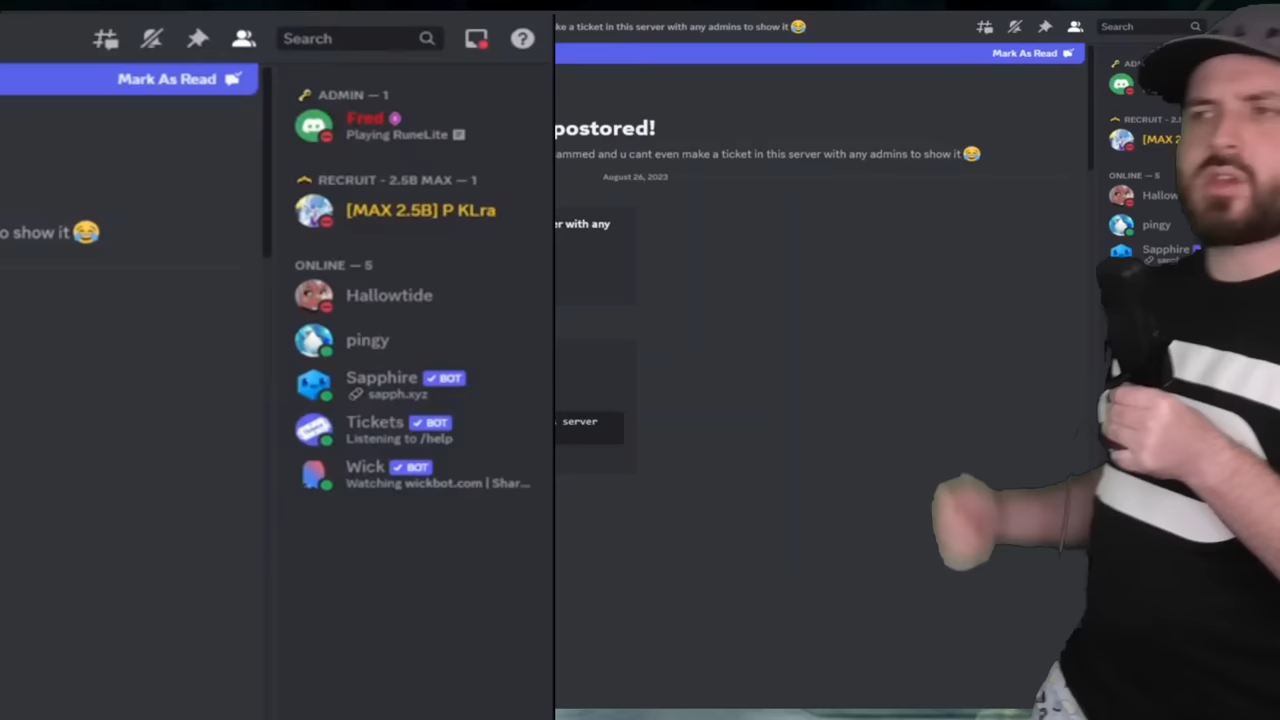 Search
Mark As Read
ADMIN — 1
Fred
Playing RuneLite
RECRUIT - 2.5B MAX — 1
[MAX 2.5B] P KLra
o show it
ONLINE — 5
Hallowtide
pingy
Sapphire
BOT
sapph.xyz
Tickets
BOT
Listening to /help
Wick
BOT
Watching wickbot.com | Shar...
ke a ticket in this server with any admins to show it
Search
Mark As Read
postored!
ammed and u cant even make a ticket in this server with any admins to show it
August 26, 2023
er with any
server
ADM
RECRUIT - 2.5
[MAX 2
ONLINE — 5
Hallow
pingy
Sapphire